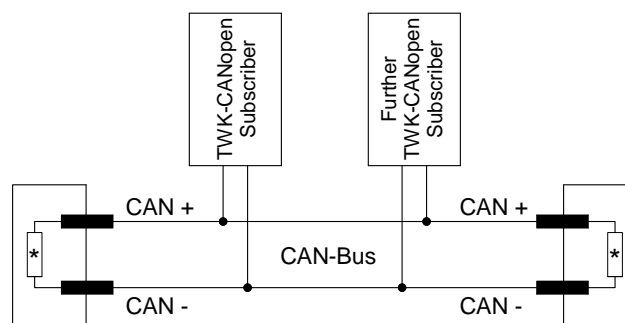 TWK-CANopen
Subscriber
Further
TWK-CANopen
Subscriber
CAN +
CAN +
*
*
CAN-Bus
CAN -
CAN -